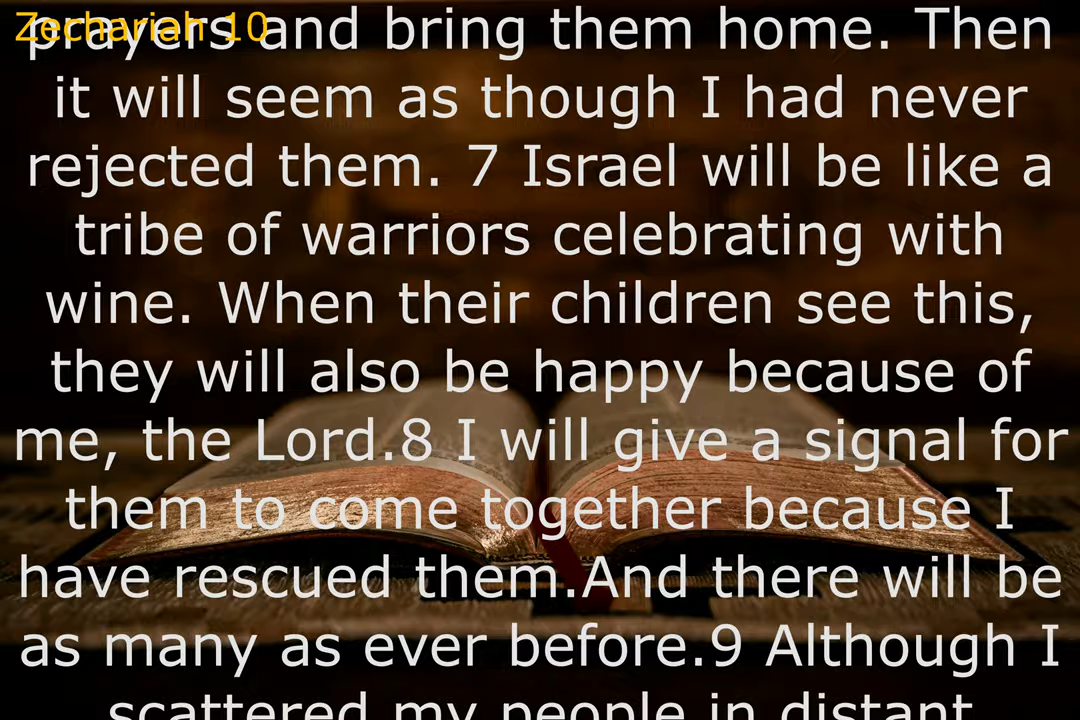 Zechariah 10
prayers and bring them home. Then
it will seem as though I had never
rejected them. 7 Israel will be like a
tribe of warriors celebrating with
wine. When their children see this,
they will also be happy because of
me, the Lord.8 I will give a signal for
them to come together because I
have rescued them.And there will be
as many as ever before.9 Although I
scattered my people in distant